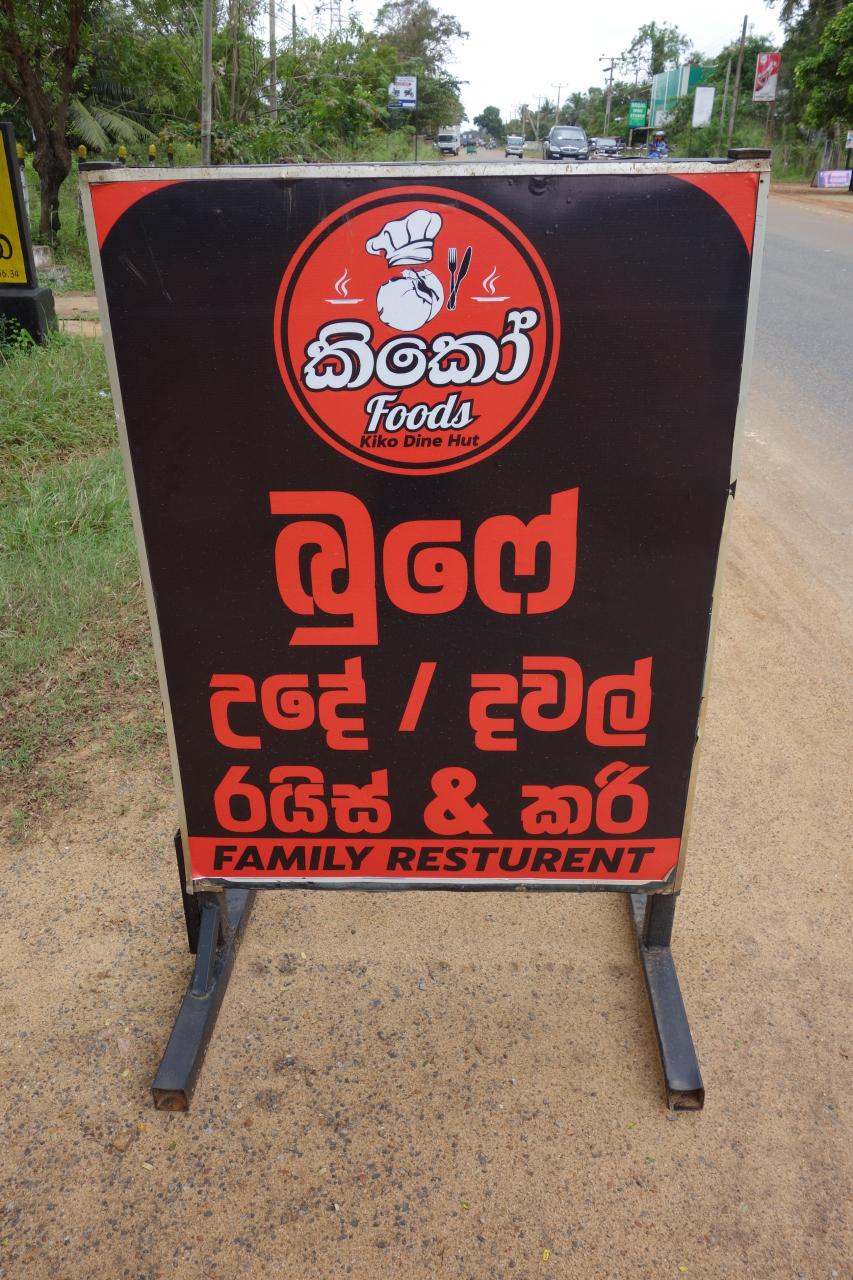 කිකෝ
Foods
Kiko Dine Hut
බුෆේ
උදේ / දවල්
රයිස් & කරි
FAMILY RESTURENT